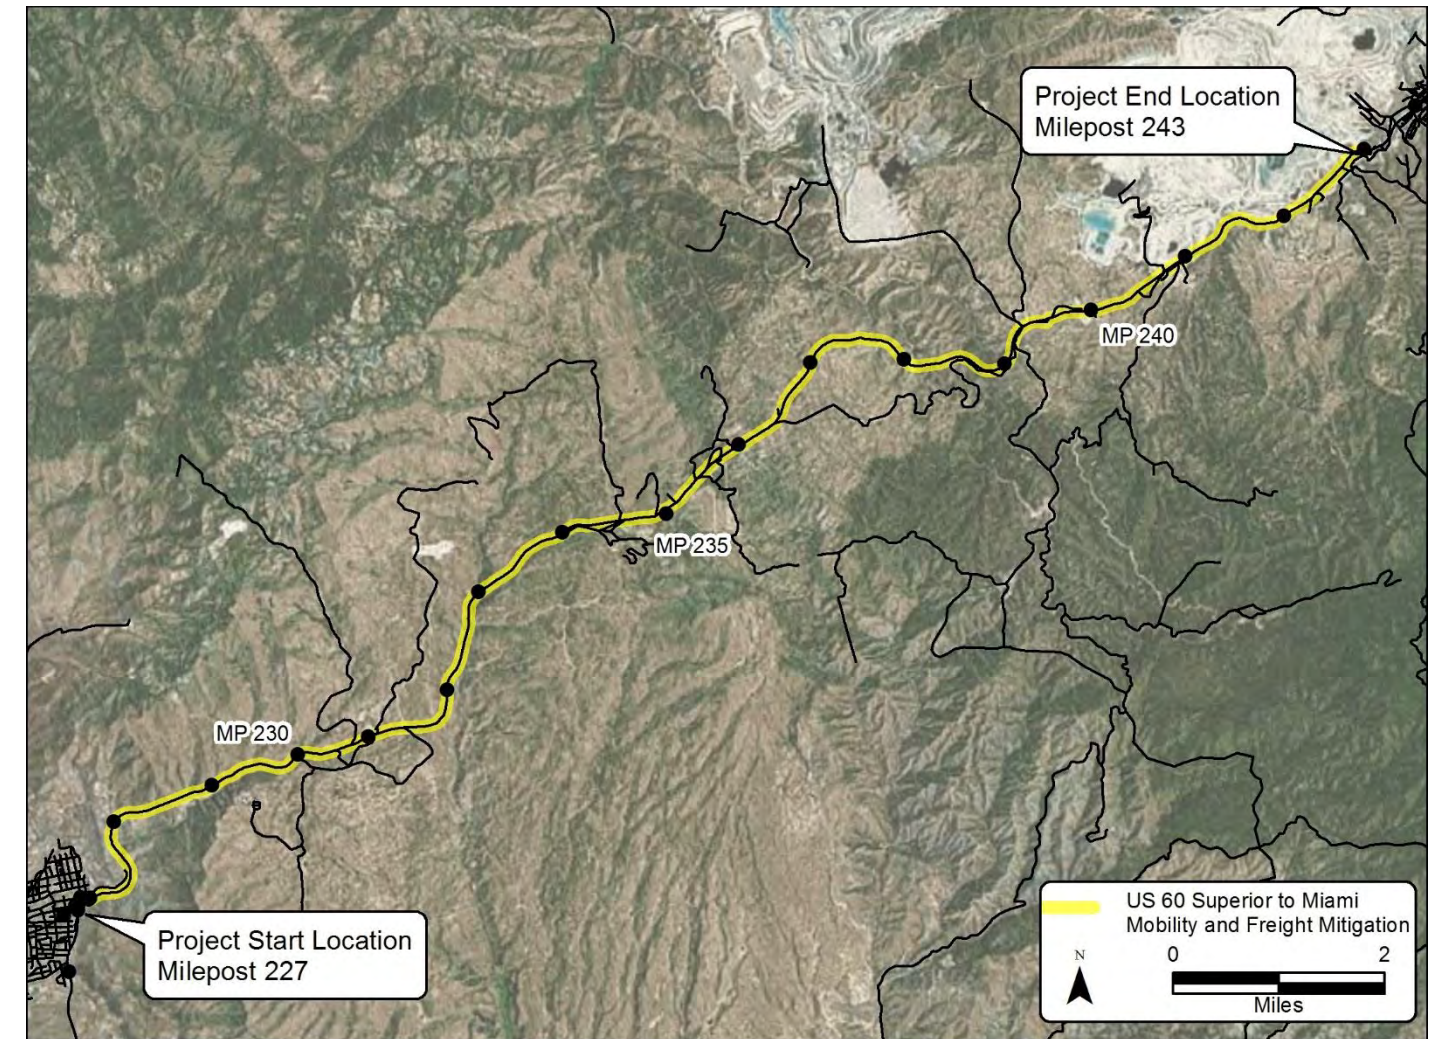 Project End Location
Milepost 243
MP 240
MP 235
MP 230
Project Start Location
Milepost 227
US 60 Superior to Miami
Mobility and Freight Mitigation
N
0 2
Miles